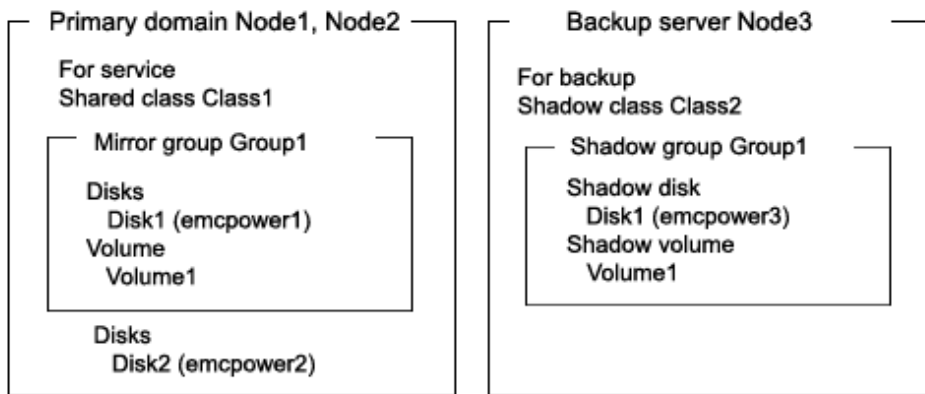 Primary domain Node1, Node2
For service
Shared class Class1
Mirror group Group1
Disks
Disk1 (emcpower1)
Volume
Volume1
Disks
Disk2 (emcpower2)
Backup server Node3
For backup
Shadow class Class2
Shadow group Group1
Shadow disk
Disk1 (emcpower3)
Shadow volume
Volume1